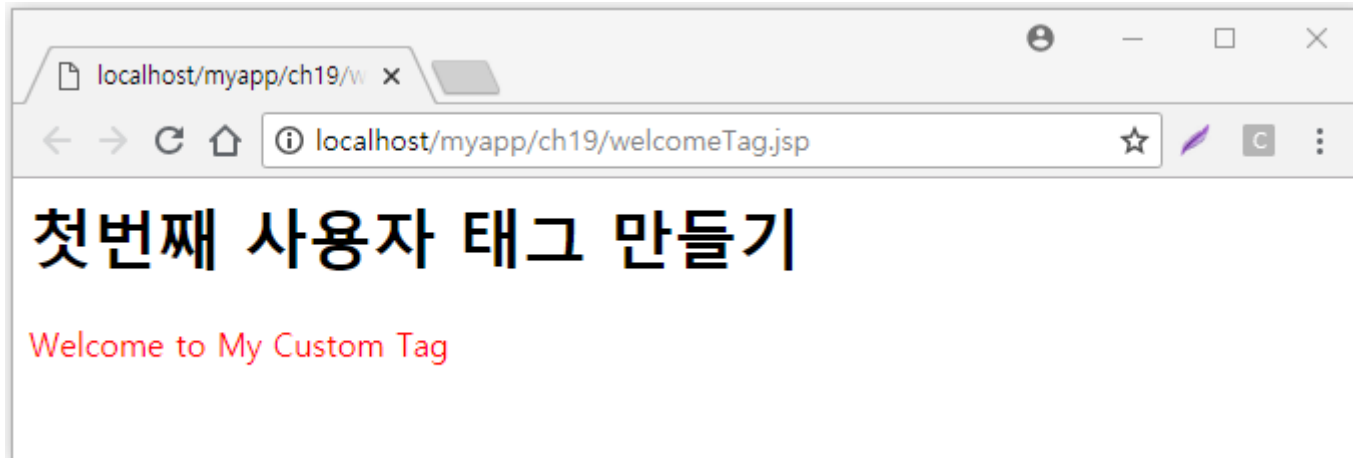 localhost/myapp/ch19/w
localhost/myapp/ch19/welcomeTag.jsp
C
첫번째 사용자 태그 만들기
Welcome to My Custom Tag